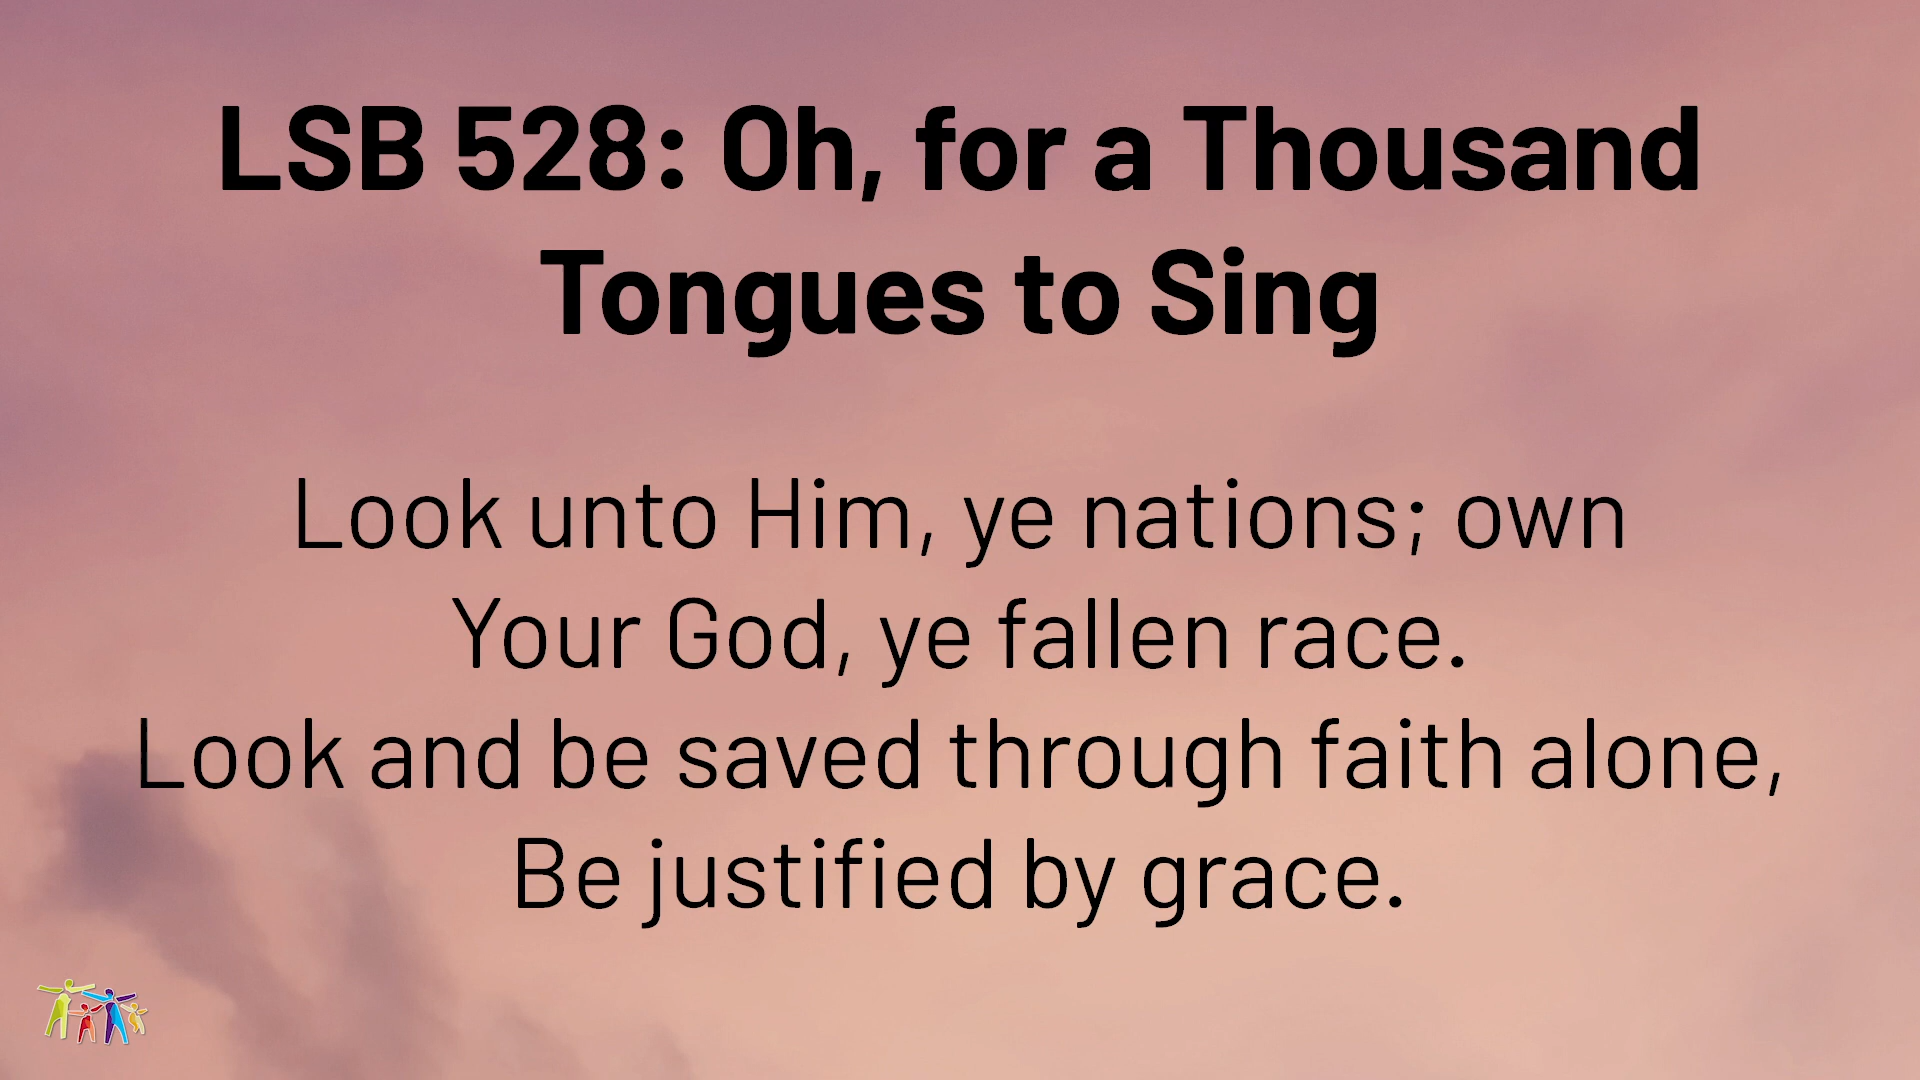 LSB 528: Oh, for a Thousand
Tongues to Sing
Look unto Him, ye nations; own
Your God, ye fallen race.
Look and be saved through faith alone,
Be justified by grace.